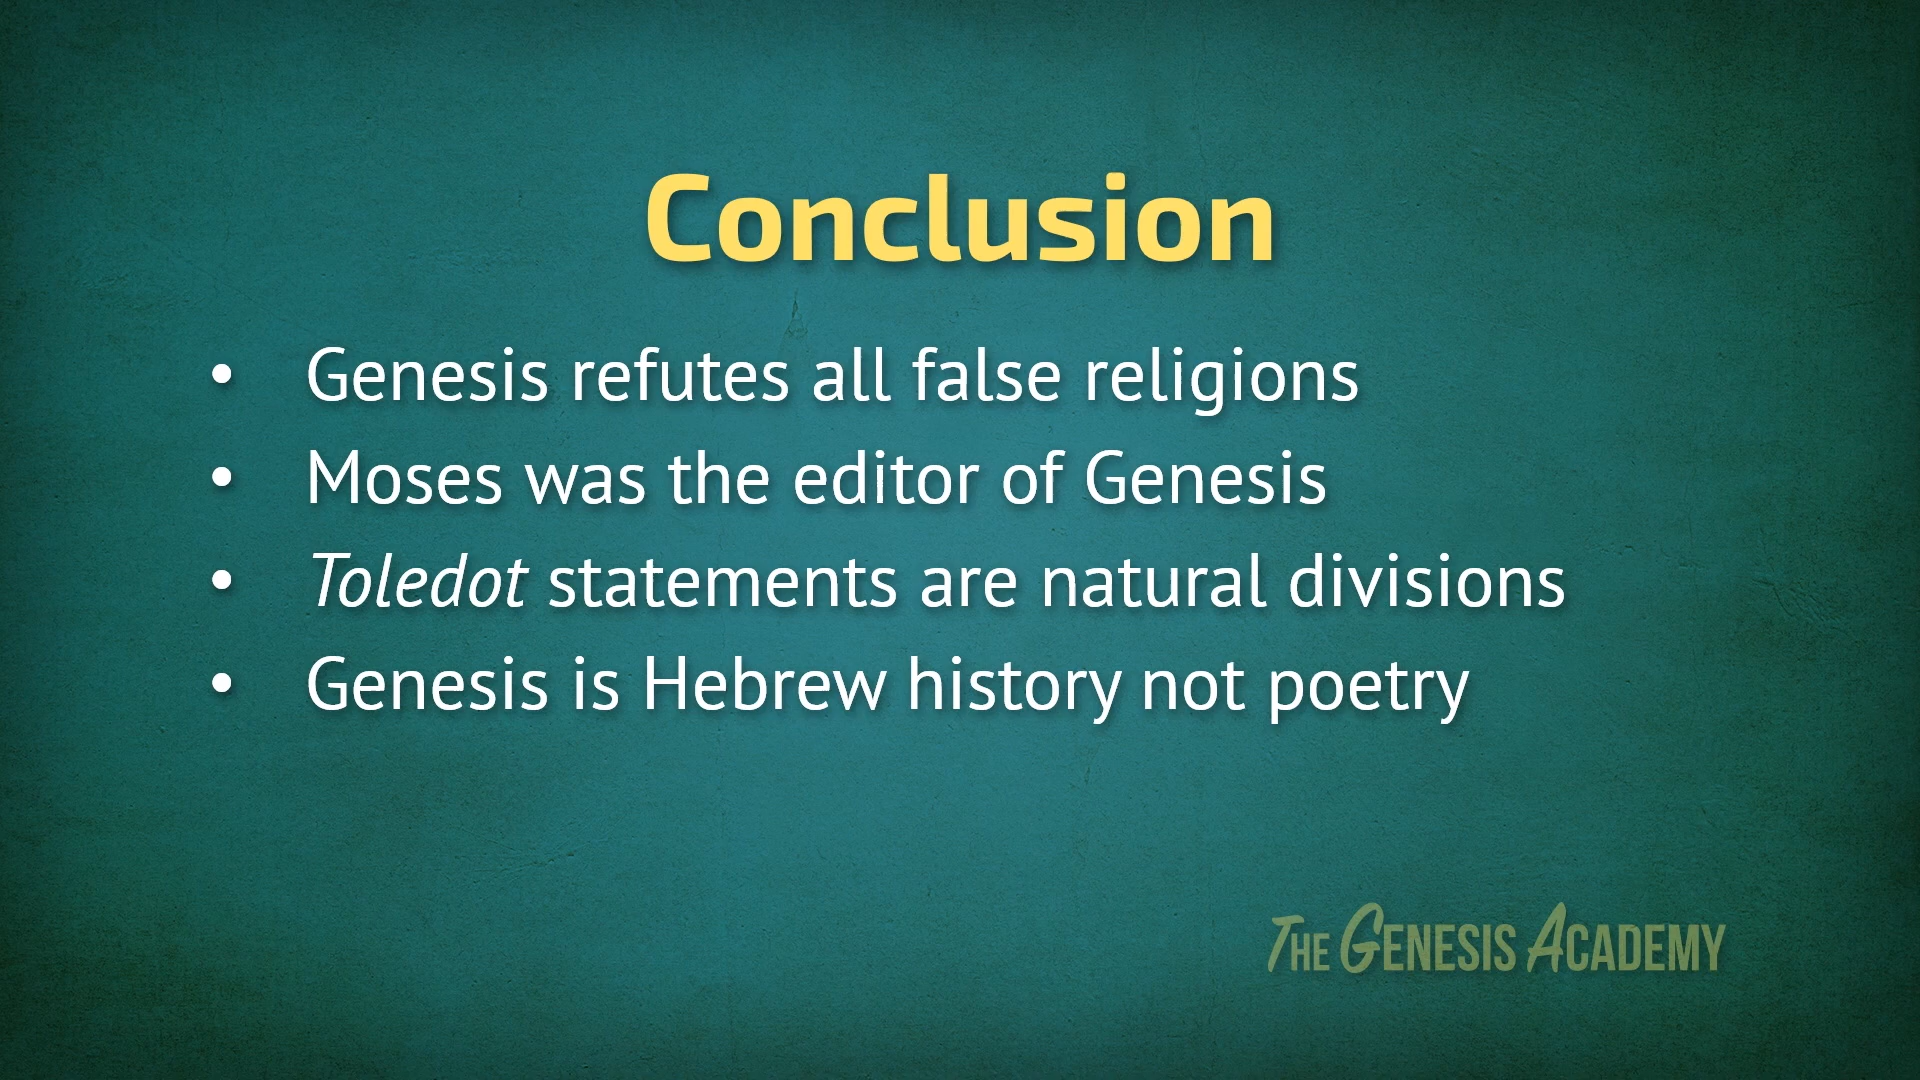 Conclusion
• Genesis refutes all false religions
• Moses was the editor of Genesis
• Toledot statements are natural divisions
• Genesis is Hebrew history not poetry
THE GENESIS ACADEMY